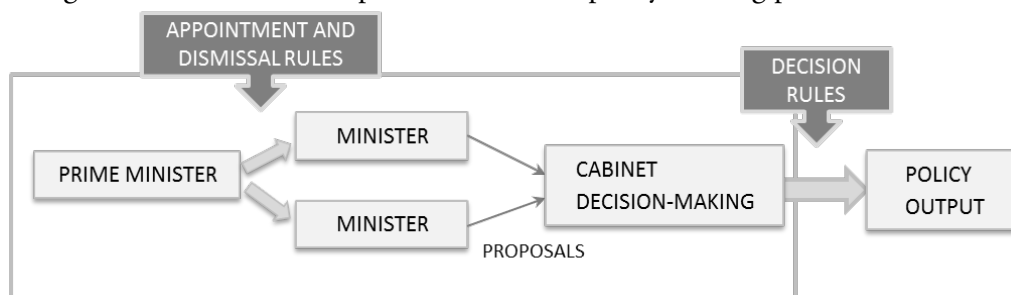 APPOINTMENT AND
DISMISSAL RULES
DECISION
RULES
MINISTER
PRIME MINISTER
CABINET
DECISION-MAKING
POLICY
OUTPUT
MINISTER
PROPOSALS